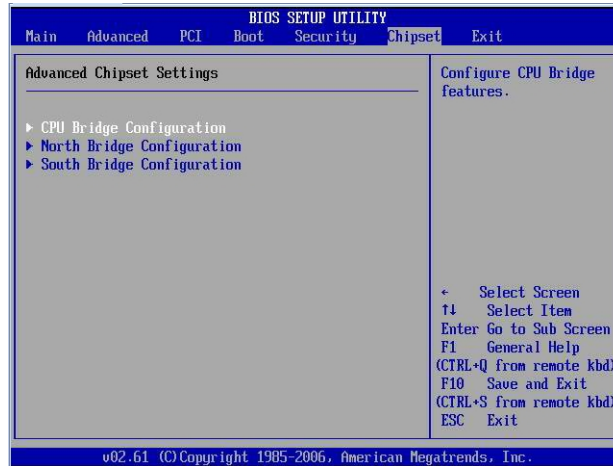 BIOS SETUP UTILITY
Main Advanced PCI Boot Security Chipset Exit
Advanced Chipset Settings
▶ CPU Bridge Configuration
▶ North Bridge Configuration
▶ South Bridge Configuration
Configure CPU Bridge
features.
← Select Screen
↑↓ Select Item
Enter Go to Sub Screen
F1 General Help
(CTRL+Q from remote kbd)
F10 Save and Exit
(CTRL+S from remote kbd)
ESC Exit
v02.61 (C)Copyright 1985-2006, American Megatrends, Inc.